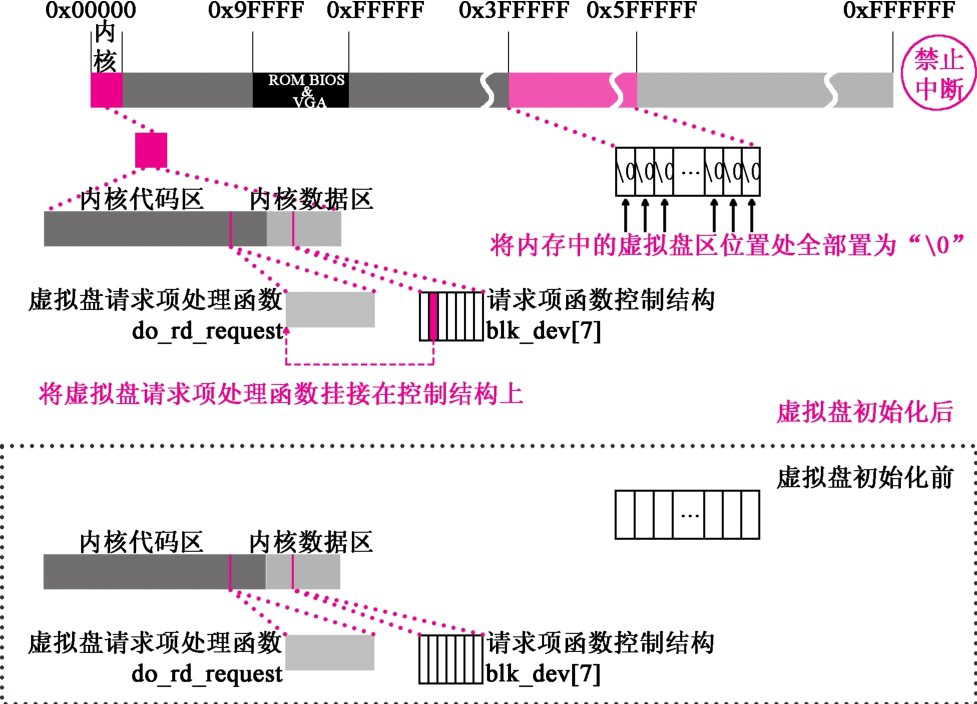 0x00000
0x9FFFF
0xFFFFF
0x3FFFFF
0x5FFFFF
0xFFFFFF
内
核
ROM BIOS
&
VGA
禁止
中断
\0 \0 \0 ... \0 \0 \0
内核代码区
内核数据区
将内存中的虚拟盘区位置处全部置为“\0”
虚拟盘请求项处理函数
do_rd_request
请求项函数控制结构
blk_dev[7]
将虚拟盘请求项处理函数挂接在控制结构上
虚拟盘初始化后
虚拟盘初始化前
...
内核代码区
内核数据区
虚拟盘请求项处理函数
do_rd_request
请求项函数控制结构
blk_dev[7]